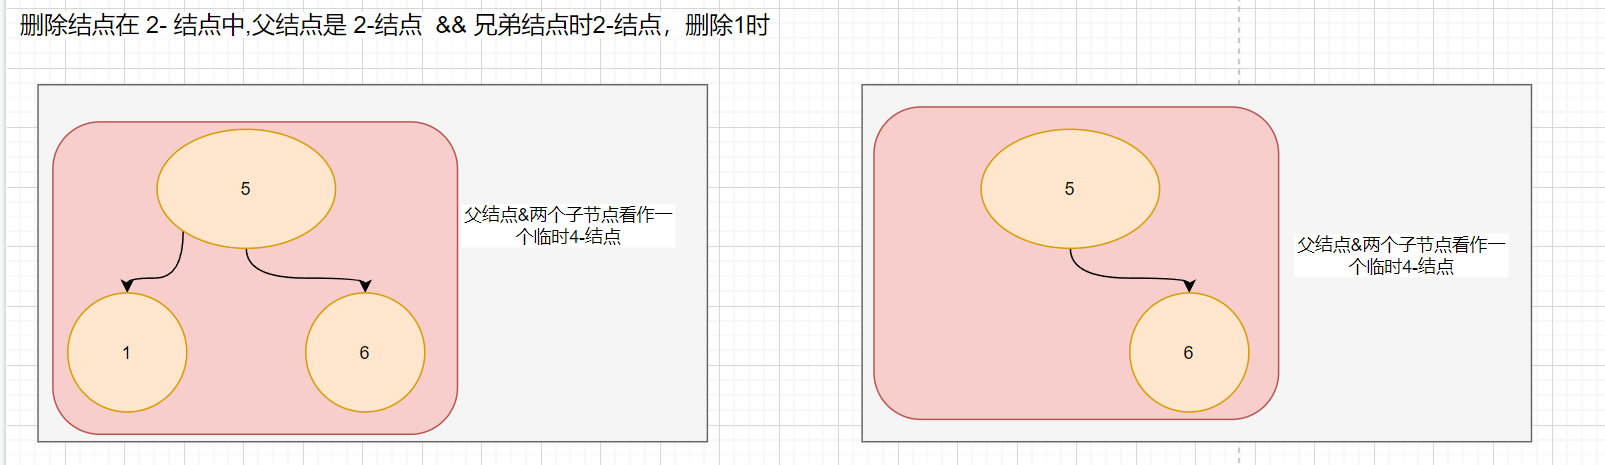 删除结点在 2- 结点中,父结点是 2-结点 && 兄弟结点时2-结点，删除1时
5
父结点&两个子节点看作一
个临时4-结点
1
6
5
父结点&两个子节点看作一
个临时4-结点
6